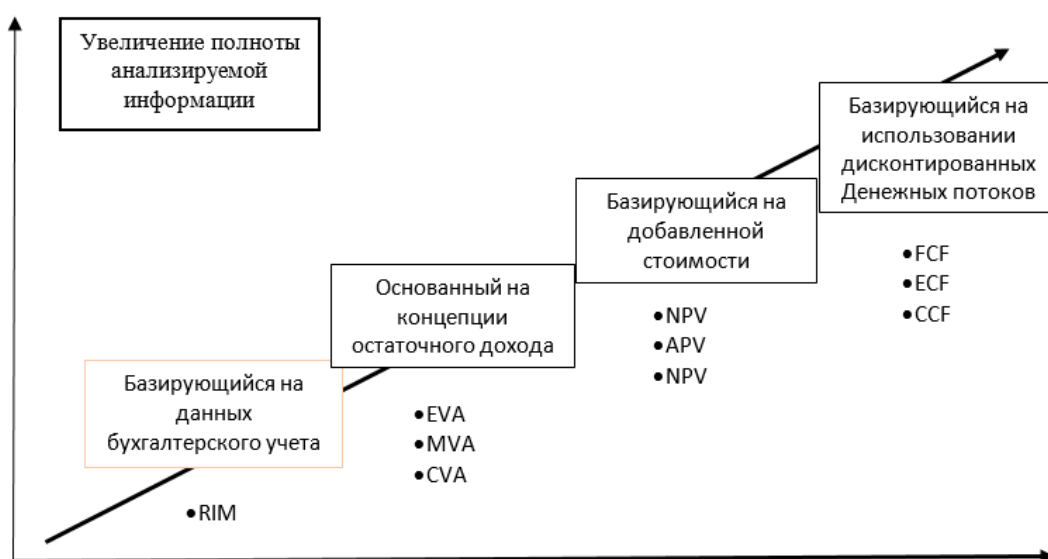 Увеличение полноты
анализируемой
информации
Базирующийся на
использовании
дисконтированных
Денежных потоков
•FCF
•ECF
•CCF
Базирующийся на
добавленной
стоимости
•NPV
•APV
•NPV
Основанный на
концепции
остаточного дохода
•EVA
•MVA
•CVA
Базирующийся на
данных
бухгалтерского учета
•RIM